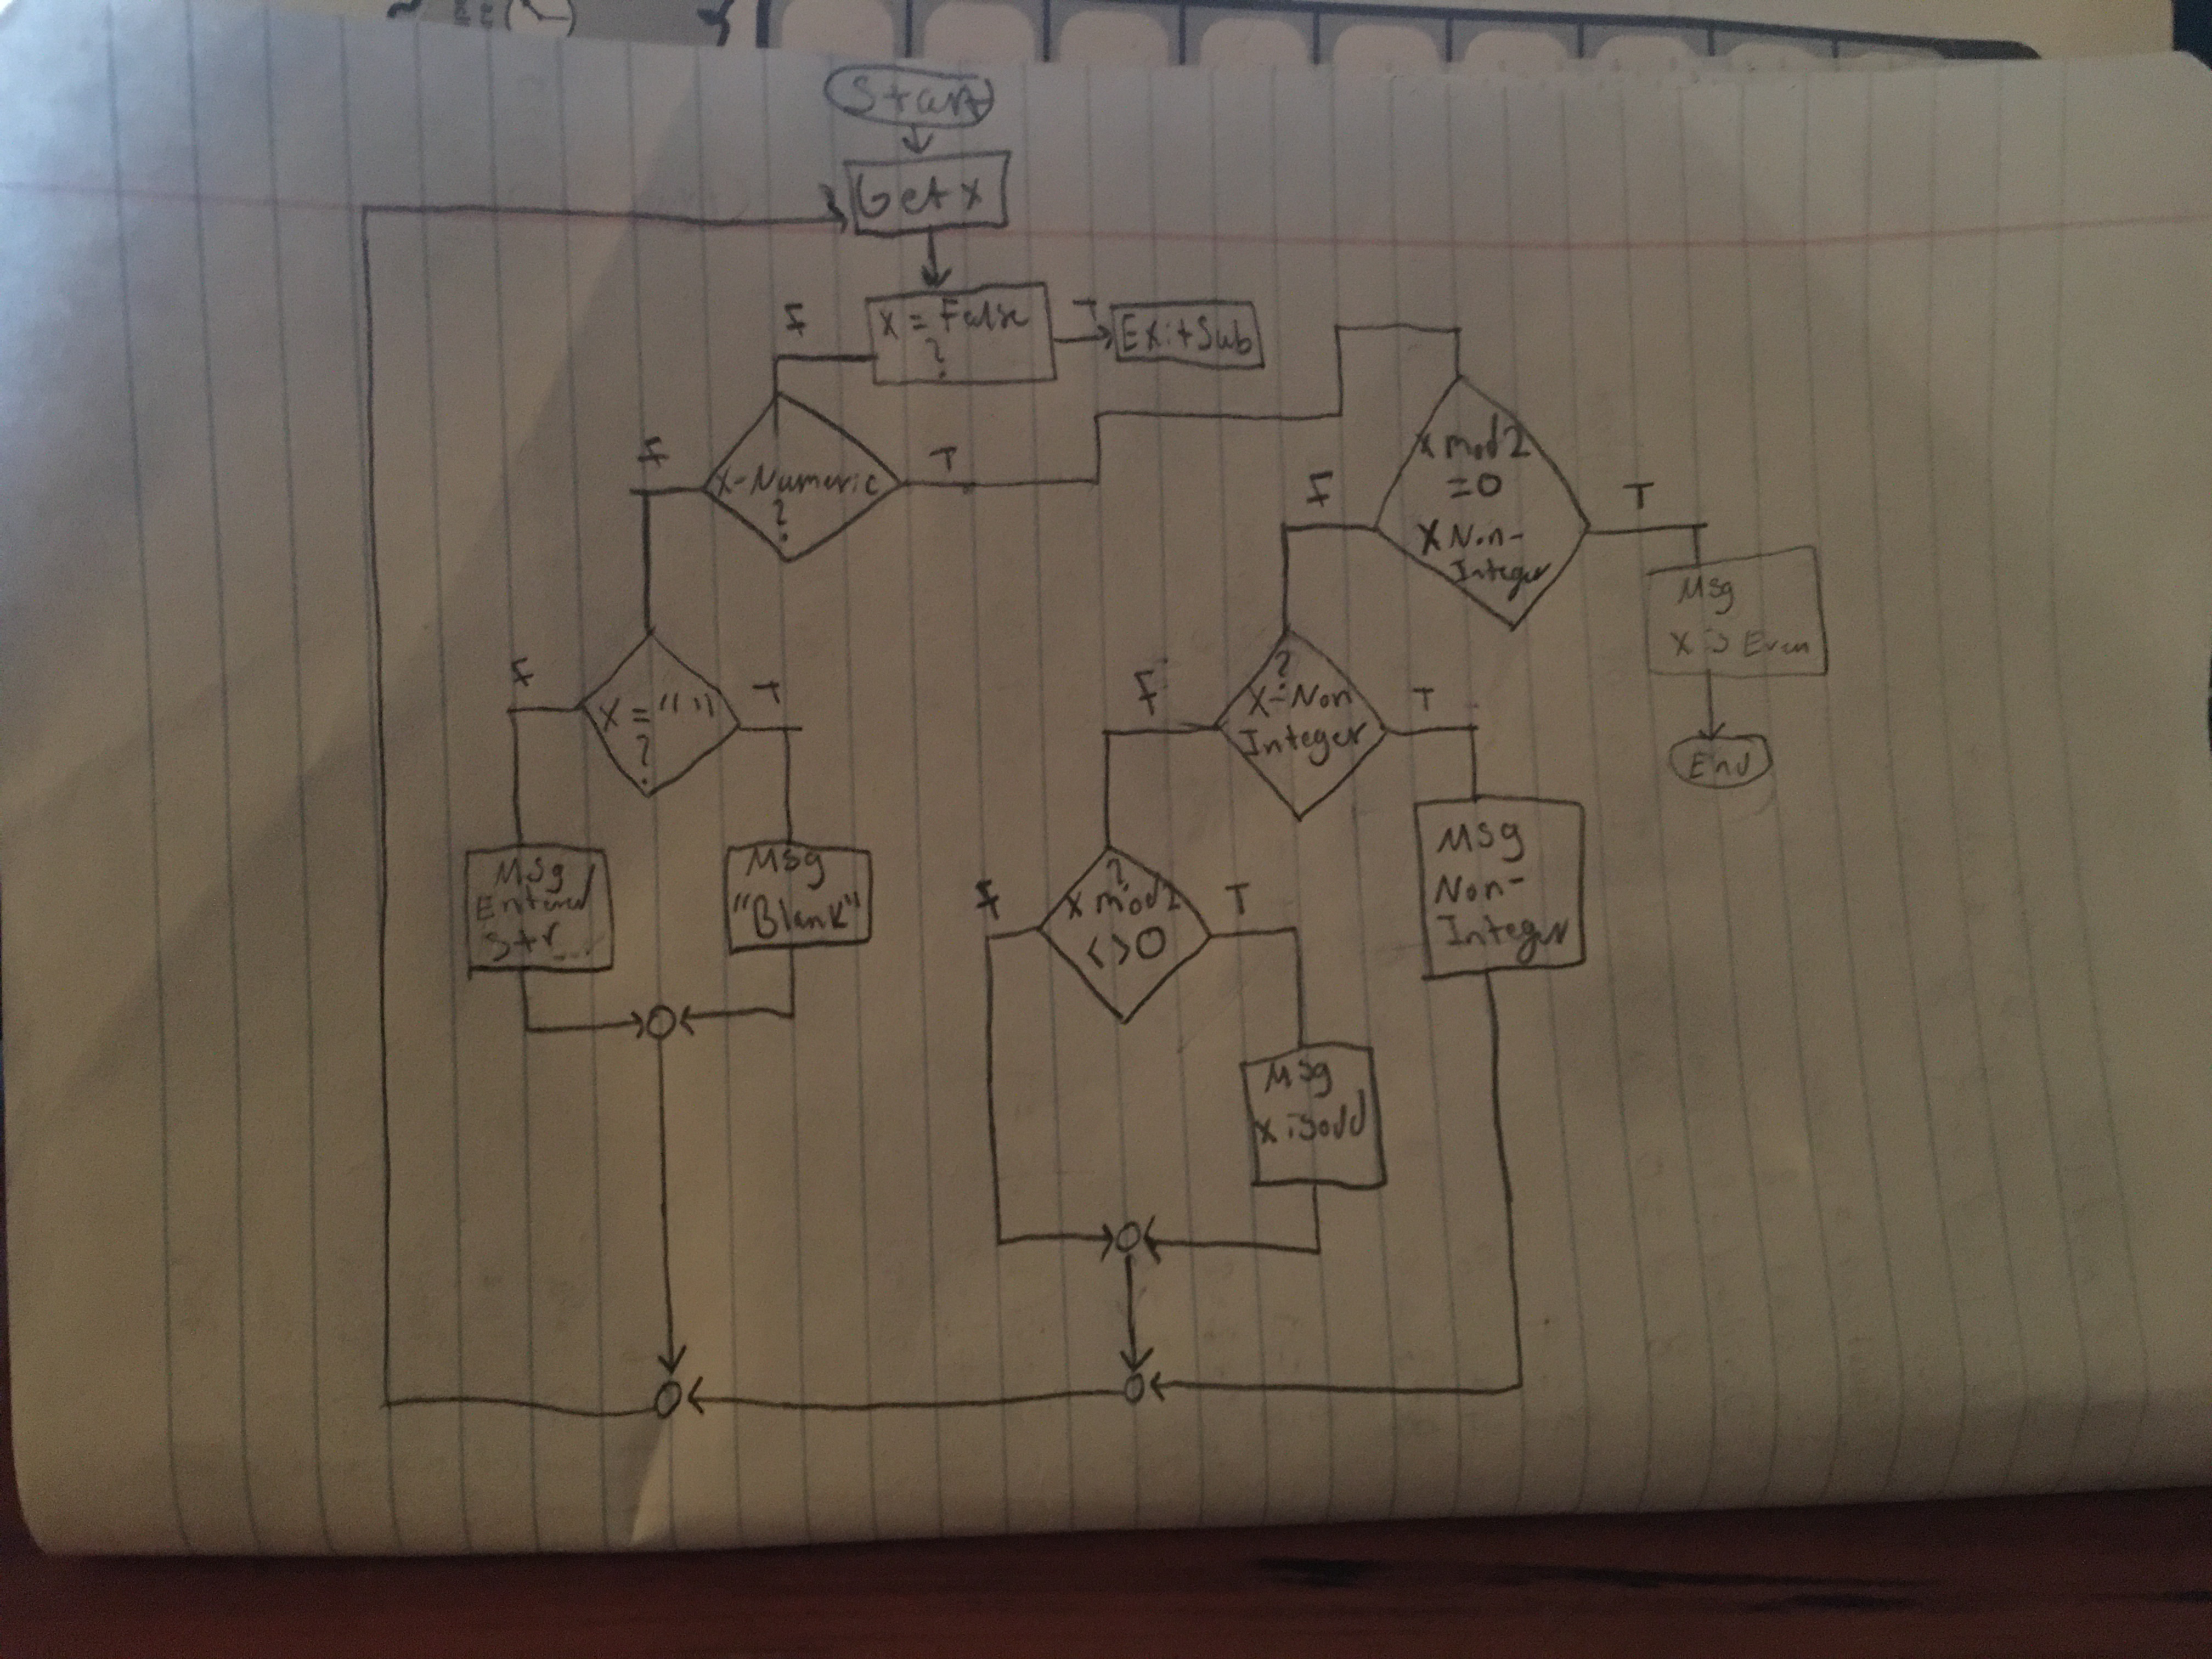 Start
Get x
F
x = False
?
T
Exit Sub
F
X-Numeric
?
T
x mod 2
=0
X Non-
Integer
F
T
Msg
X is Even
End
F
X = " "
?
T
?
X-Non
Integer
F
T
Msg
Entered
Str...
Msg
"Blank"
F
?
x mod 2
<>0
T
Msg
Non-
Integer
Msg
X is odd